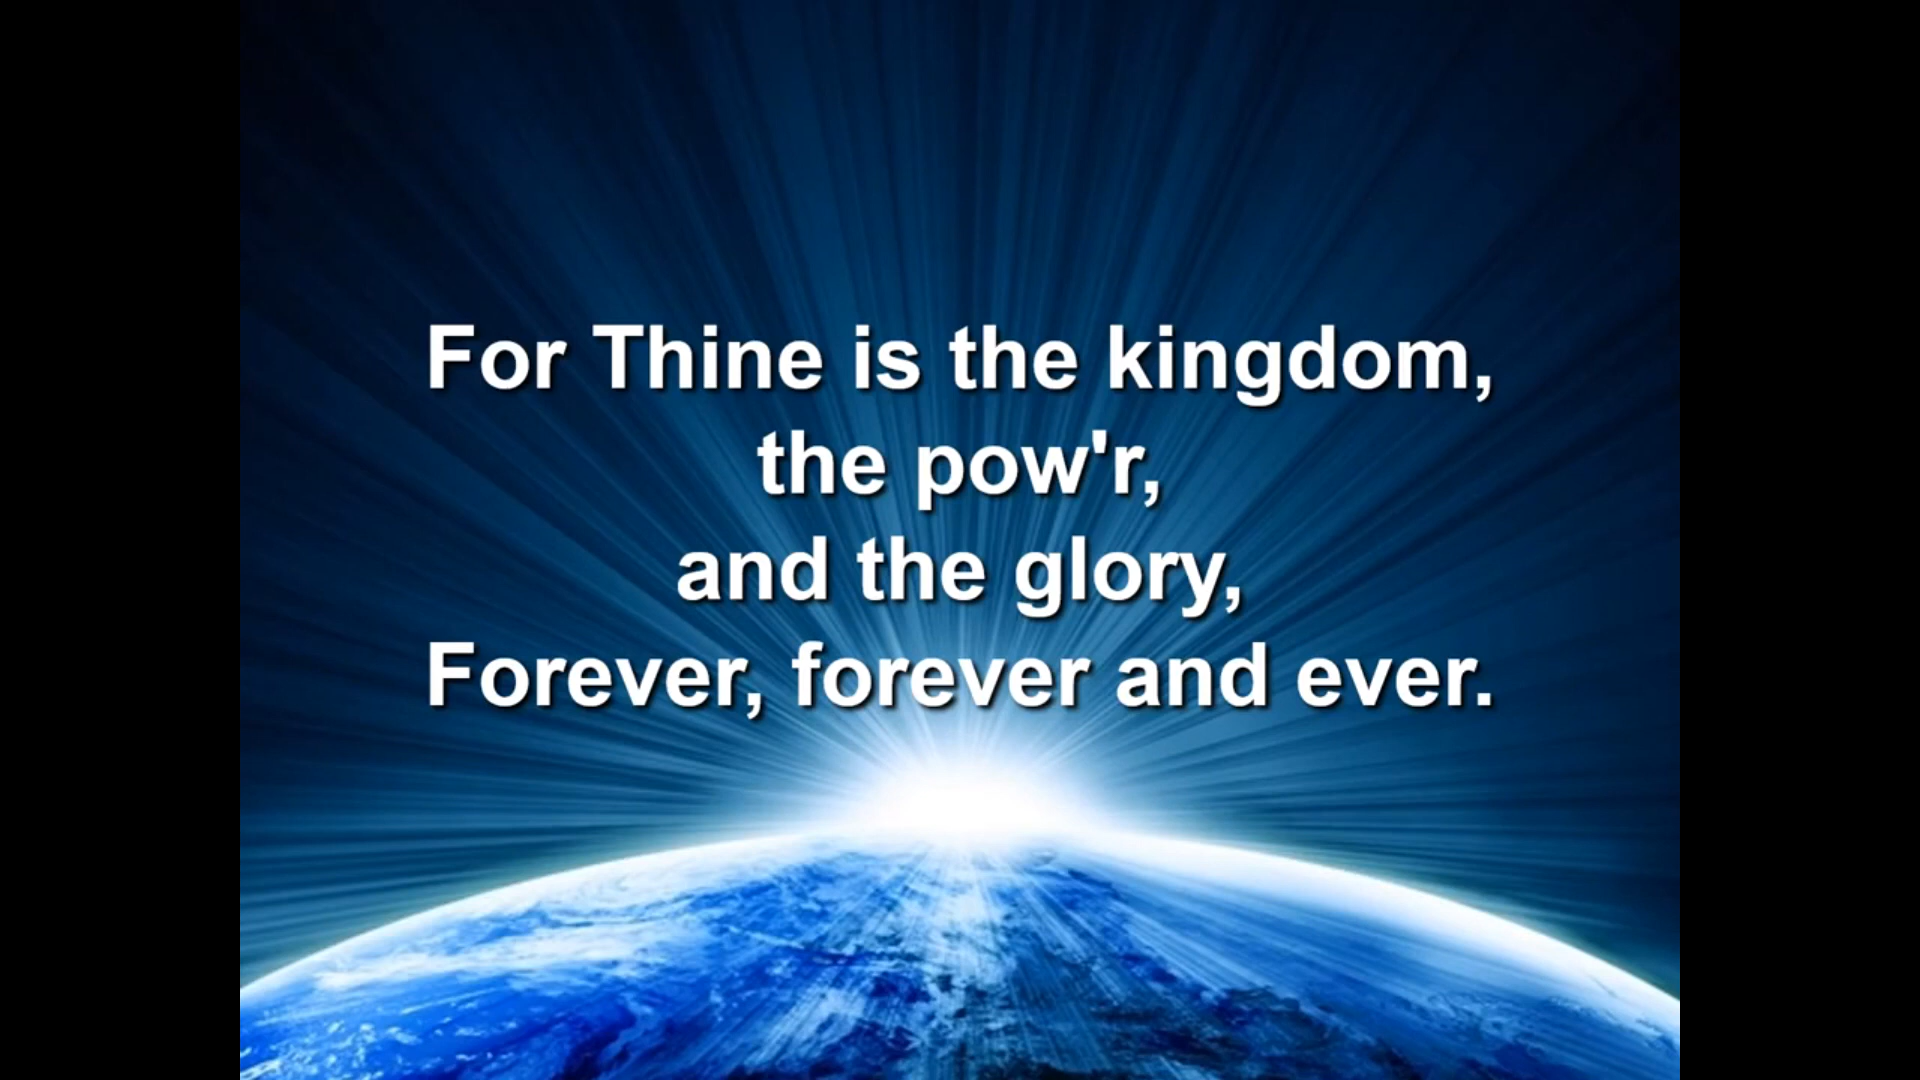 For Thine is the kingdom,
the pow'r,
and the glory,
Forever, forever and ever.